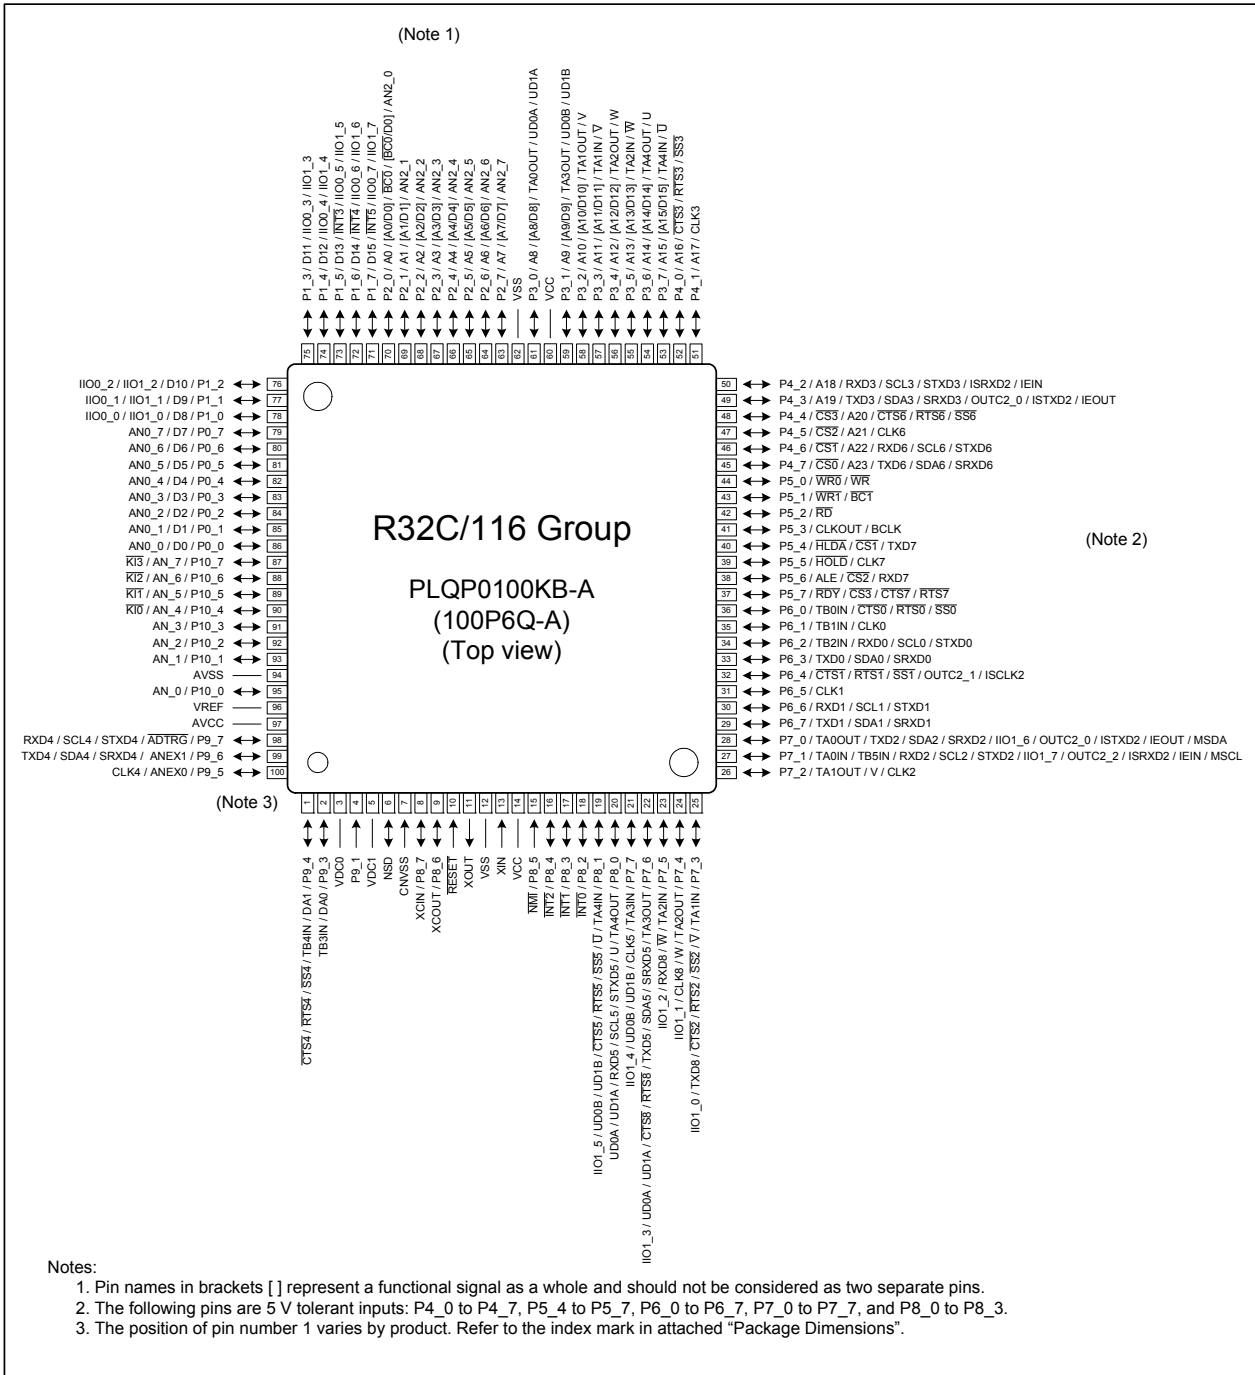 (Note 1)
P1_3 / D11 / IIO0_3 / IIO1_3
P1_4 / D12 / IIO0_4 / IIO1_4
P1_5 / D13 / INT3 / IIO0_5 / IIO1_5
P1_6 / D14 / INT4 / IIO0_6 / IIO1_6
P1_7 / D15 / INT5 / IIO0_7 / IIO1_7
P2_0 / A0 / [A0/D0] / BC0 / [BC0/D0] / AN2_0
P2_1 / A1 / [A1/D1] / AN2_1
P2_2 / A2 / [A2/D2] / AN2_2
P2_3 / A3 / [A3/D3] / AN2_3
P2_4 / A4 / [A4/D4] / AN2_4
P2_5 / A5 / [A5/D5] / AN2_5
P2_6 / A6 / [A6/D6] / AN2_6
P2_7 / A7 / [A7/D7] / AN2_7
VSS
P3_0 / A8 / [A8/D8] / TA0OUT / UD0A / UD1A
VCC
P3_1 / A9 / [A9/D9] / TA3OUT / UD0B / UD1B
P3_2 / A10 / [A10/D10] / TA1OUT / V
P3_3 / A11 / [A11/D11] / TA1IN / V
P3_4 / A12 / [A12/D12] / TA2OUT / W
P3_5 / A13 / [A13/D13] / TA2IN / W
P3_6 / A14 / [A14/D14] / TA4OUT / U
P3_7 / A15 / [A15/D15] / TA4IN / U
P4_0 / A16 / CTS3 / RTS3 / SS3
P4_1 / A17 / CLK3
75 74 73 72 71 70 69 68 67 66 65 64 63 62 61 60 59 58 57 56 55 54 53 52 51
IIO0_2 / IIO1_2 / D10 / P1_2 76
IIO0_1 / IIO1_1 / D9 / P1_1 77
IIO0_0 / IIO1_0 / D8 / P1_0 78
AN0_7 / D7 / P0_7 79
AN0_6 / D6 / P0_6 80
AN0_5 / D5 / P0_5 81
AN0_4 / D4 / P0_4 82
AN0_3 / D3 / P0_3 83
AN0_2 / D2 / P0_2 84
AN0_1 / D1 / P0_1 85
AN0_0 / D0 / P0_0 86
KI3 / AN_7 / P10_7 87
KI2 / AN_6 / P10_6 88
KI1 / AN_5 / P10_5 89
KI0 / AN_4 / P10_4 90
AN_3 / P10_3 91
AN_2 / P10_2 92
AN_1 / P10_1 93
AVSS 94
AN_0 / P10_0 95
VREF 96
AVCC 97
RXD4 / SCL4 / STXD4 / ADTRG / P9_7 98
TXD4 / SDA4 / SRXD4 / ANEX1 / P9_6 99
CLK4 / ANEX0 / P9_5 100
R32C/116 Group
PLQP0100KB-A
(100P6Q-A)
(Top view)
50 P4_2 / A18 / RXD3 / SCL3 / STXD3 / ISRXD2 / IEIN
49 P4_3 / A19 / TXD3 / SDA3 / SRXD3 / OUTC2_0 / ISTXD2 / IEOUT
48 P4_4 / CS3 / A20 / CTS6 / RTS6 / SS6
47 P4_5 / CS2 / A21 / CLK6
46 P4_6 / CS1 / A22 / RXD6 / SCL6 / STXD6
45 P4_7 / CS0 / A23 / TXD6 / SDA6 / SRXD6
44 P5_0 / WR0 / WR
43 P5_1 / WR1 / BC1
42 P5_2 / RD
41 P5_3 / CLKOUT / BCLK
40 P5_4 / HLDA / CS1 / TXD7
39 P5_5 / HOLD / CLK7
38 P5_6 / ALE / CS2 / RXD7
37 P5_7 / RDY / CS3 / CTS7 / RTS7
36 P6_0 / TB0IN / CTS0 / RTS0 / SS0
35 P6_1 / TB1IN / CLK0
34 P6_2 / TB2IN / RXD0 / SCL0 / STXD0
33 P6_3 / TXD0 / SDA0 / SRXD0
32 P6_4 / CTS1 / RTS1 / SS1 / OUTC2_1 / ISCLK2
31 P6_5 / CLK1
30 P6_6 / RXD1 / SCL1 / STXD1
29 P6_7 / TXD1 / SDA1 / SRXD1
28 P7_0 / TA0OUT / TXD2 / SDA2 / SRXD2 / IIO1_6 / OUTC2_0 / ISTXD2 / IEOUT / MSDA
27 P7_1 / TA0IN / TB5IN / RXD2 / SCL2 / STXD2 / IIO1_7 / OUTC2_2 / ISRXD2 / IEIN / MSCL
26 P7_2 / TA1OUT / V / CLK2
(Note 2)
(Note 3)
1 2 3 4 5 6 7 8 9 10 11 12 13 14 15 16 17 18 19 20 21 22 23 24 25
CTS4 / RTS4 / SS4 / TB4IN / DA1 / P9_4
TB3IN / DA0 / P9_3
VDC0
P9_1
VDC1
NSD
CNVSS
XCIN / P8_7
XCOUT / P8_6
RESET
XOUT
VSS
XIN
VCC
NMI / P8_5
INT2 / P8_4
INT1 / P8_3
INT0 / P8_2
IIO1_5 / UD0B / UD1B / CTS5 / RTS5 / SS5 / U / TA4IN / P8_1
UD0A / UD1A / RXD5 / SCL5 / STXD5 / U / TA4OUT / P8_0
IIO1_4 / UD0B / UD1B / CLK5 / TA3IN / P7_7
IIO1_3 / UD0A / UD1A / CTS8 / RTS8 / TXD5 / SDA5 / SRXD5 / TA3OUT / P7_6
IIO1_2 / RXD8 / W / TA2IN / P7_5
IIO1_1 / CLK8 / W / TA2OUT / P7_4
IIO1_0 / TXD8 / CTS2 / RTS2 / SS2 / V / TA1IN / P7_3
Notes:
1. Pin names in brackets [ ] represent a functional signal as a whole and should not be considered as two separate pins.
2. The following pins are 5 V tolerant inputs: P4_0 to P4_7, P5_4 to P5_7, P6_0 to P6_7, P7_0 to P7_7, and P8_0 to P8_3.
3. The position of pin number 1 varies by product. Refer to the index mark in attached “Package Dimensions”.